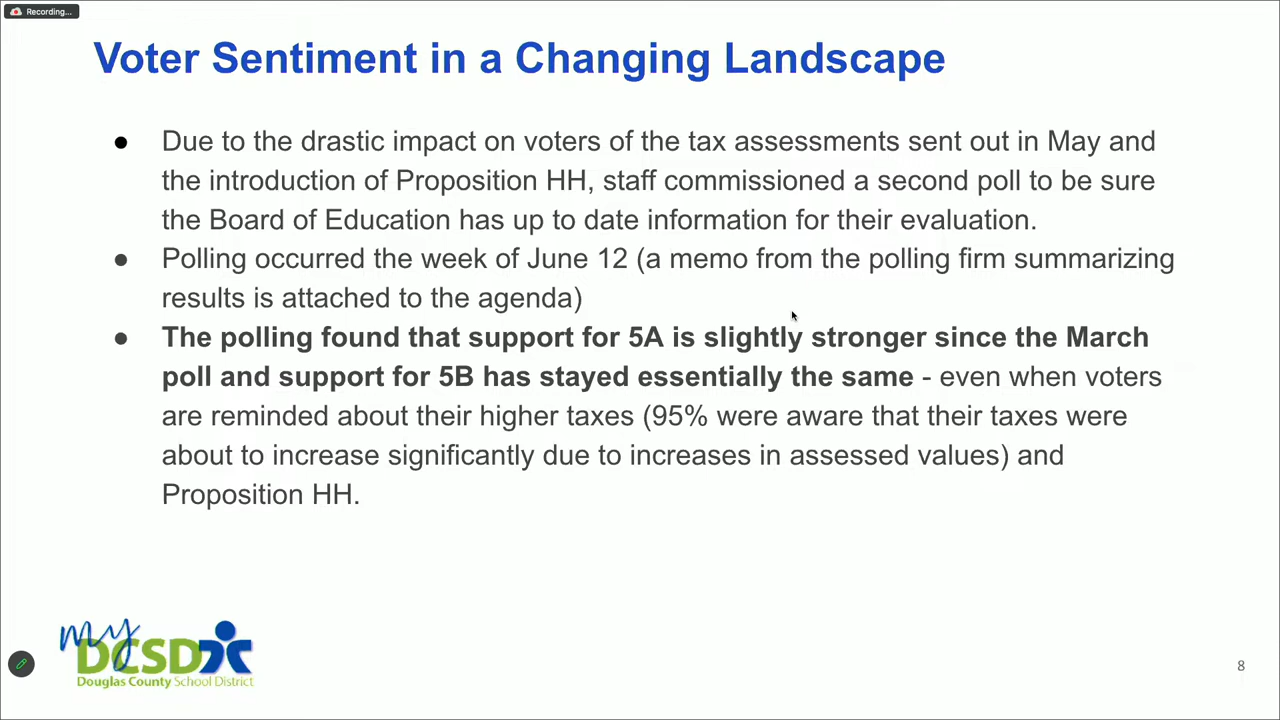 Recording...
Voter Sentiment in a Changing Landscape
● Due to the drastic impact on voters of the tax assessments sent out in May and
the introduction of Proposition HH, staff commissioned a second poll to be sure
the Board of Education has up to date information for their evaluation.
● Polling occurred the week of June 12 (a memo from the polling firm summarizing
results is attached to the agenda)
● The polling found that support for 5A is slightly stronger since the March
poll and support for 5B has stayed essentially the same - even when voters
are reminded about their higher taxes (95% were aware that their taxes were
about to increase significantly due to increases in assessed values) and
Proposition HH.
my
DCSD
Douglas County School District
8